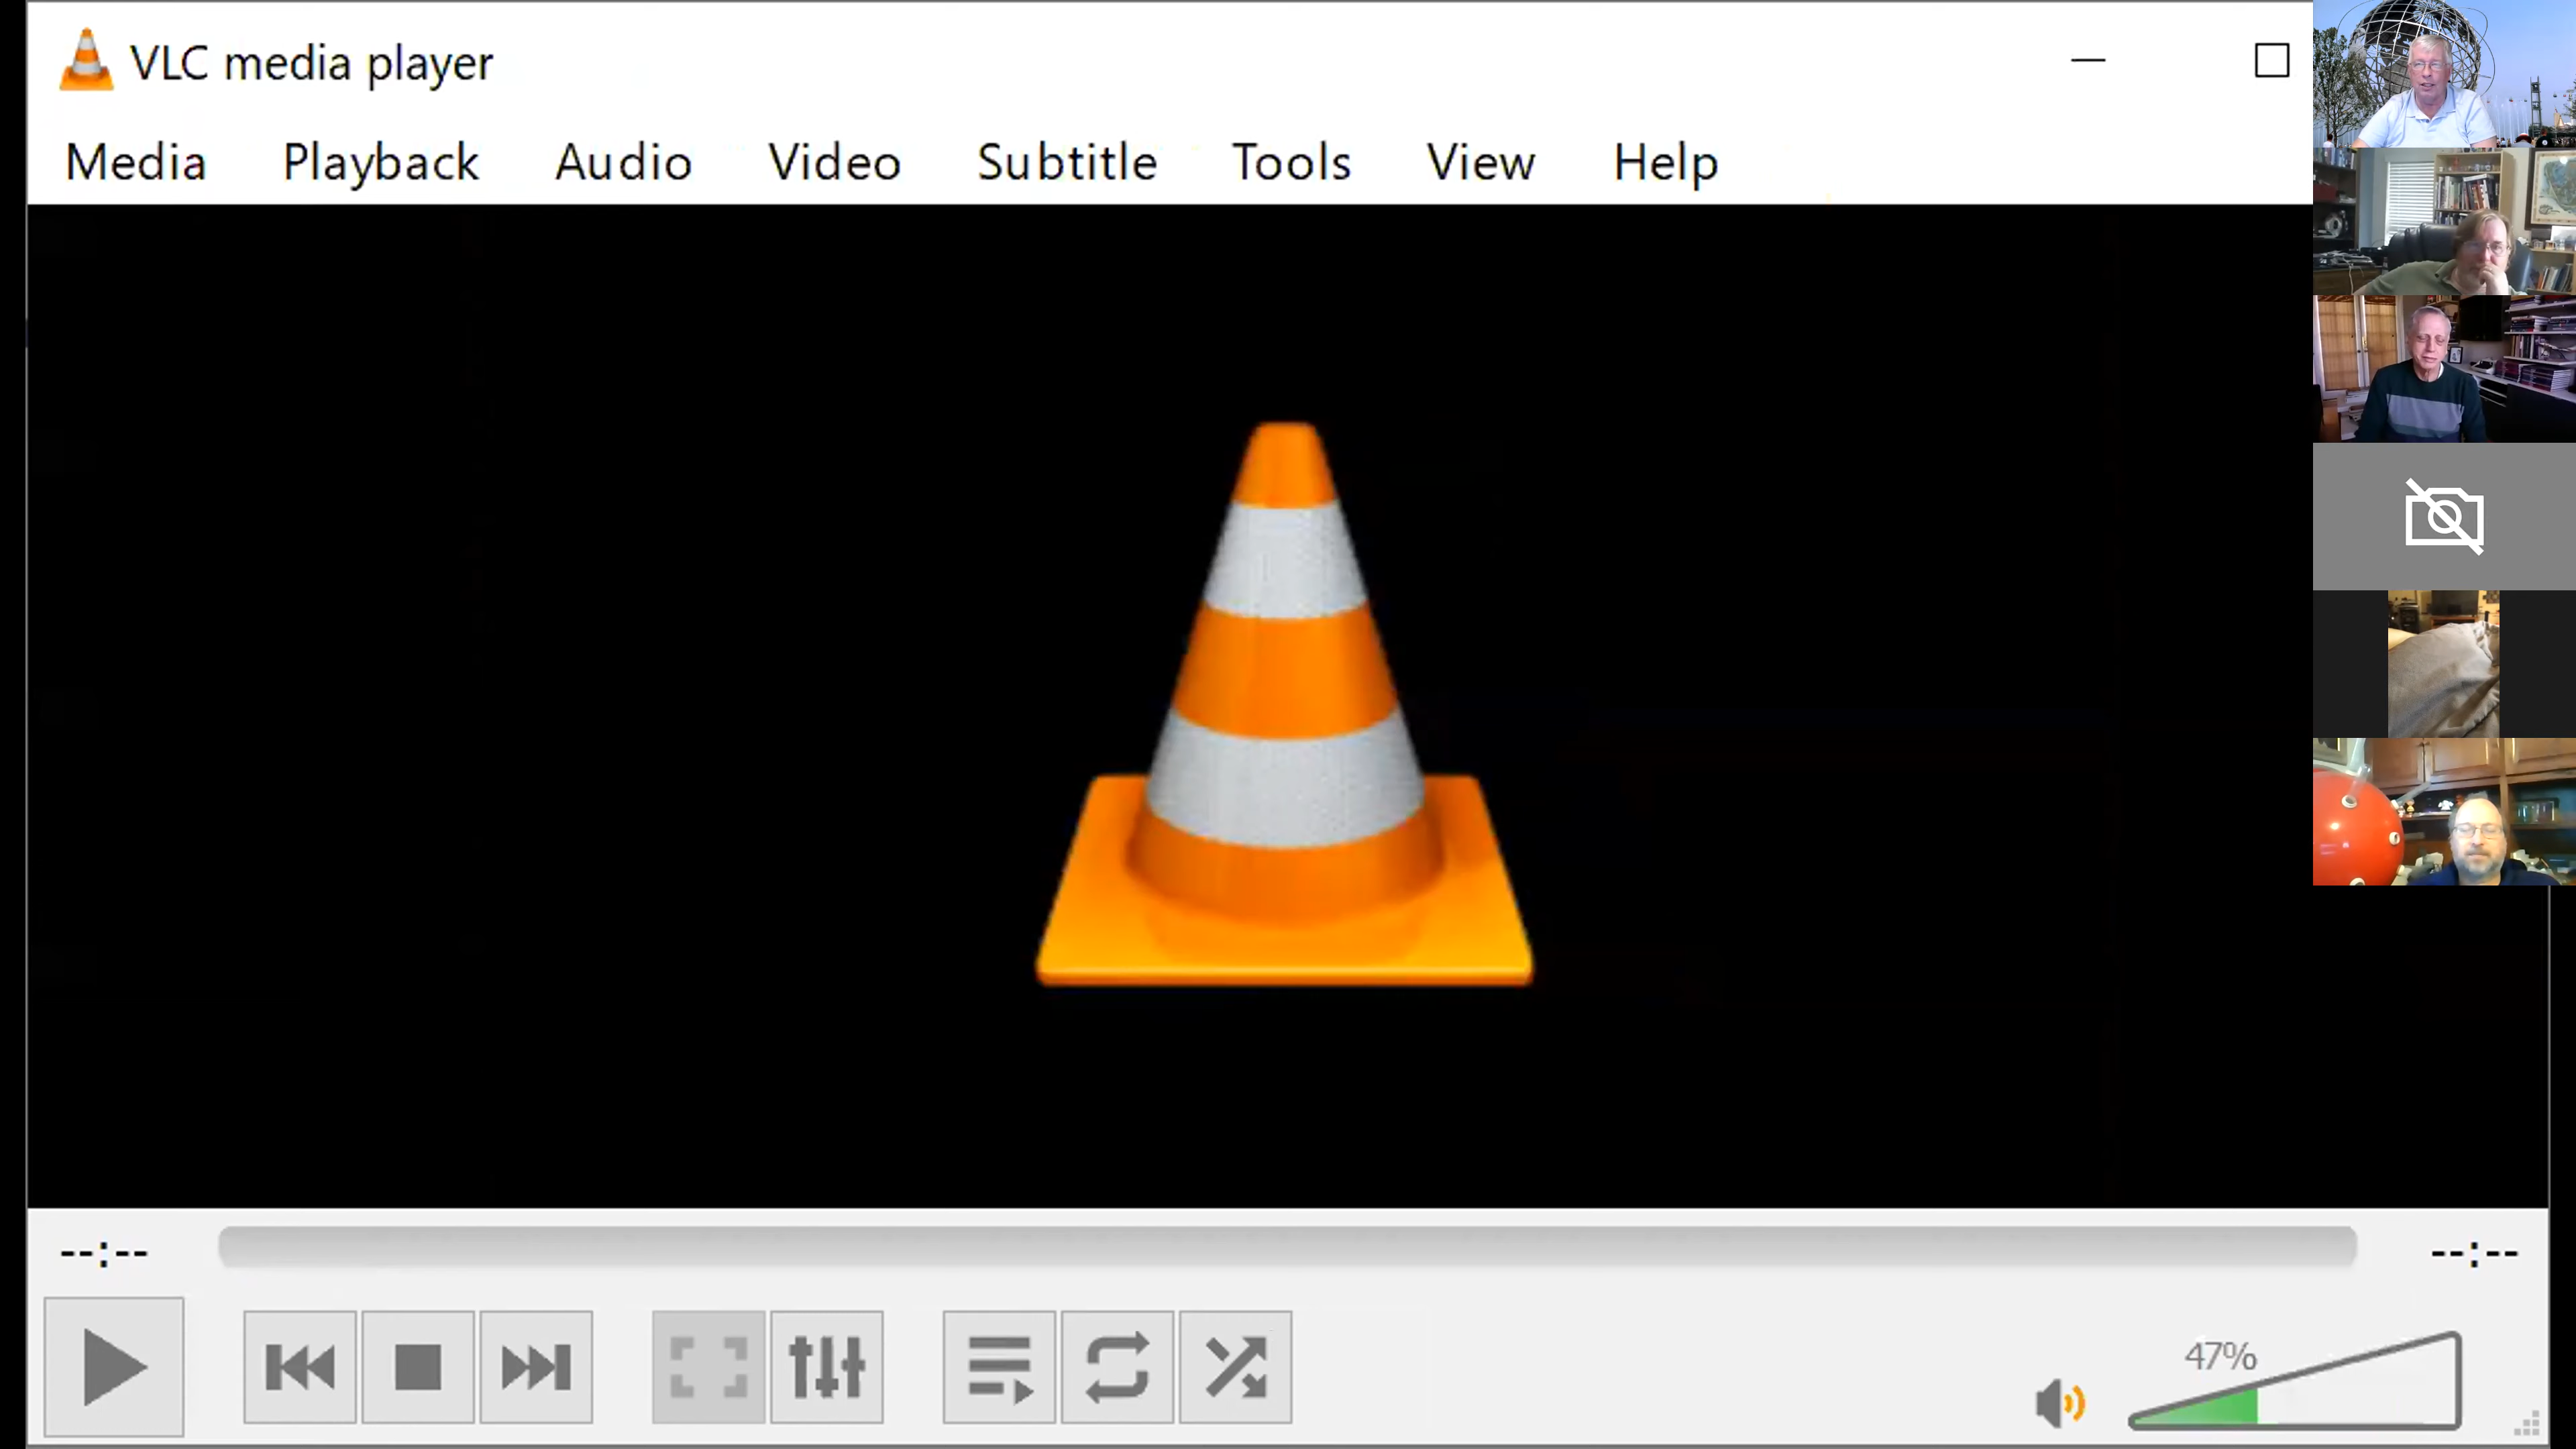 VLC media player
Media Playback Audio Video Subtitle Tools View Help
--:-- --:--
47%